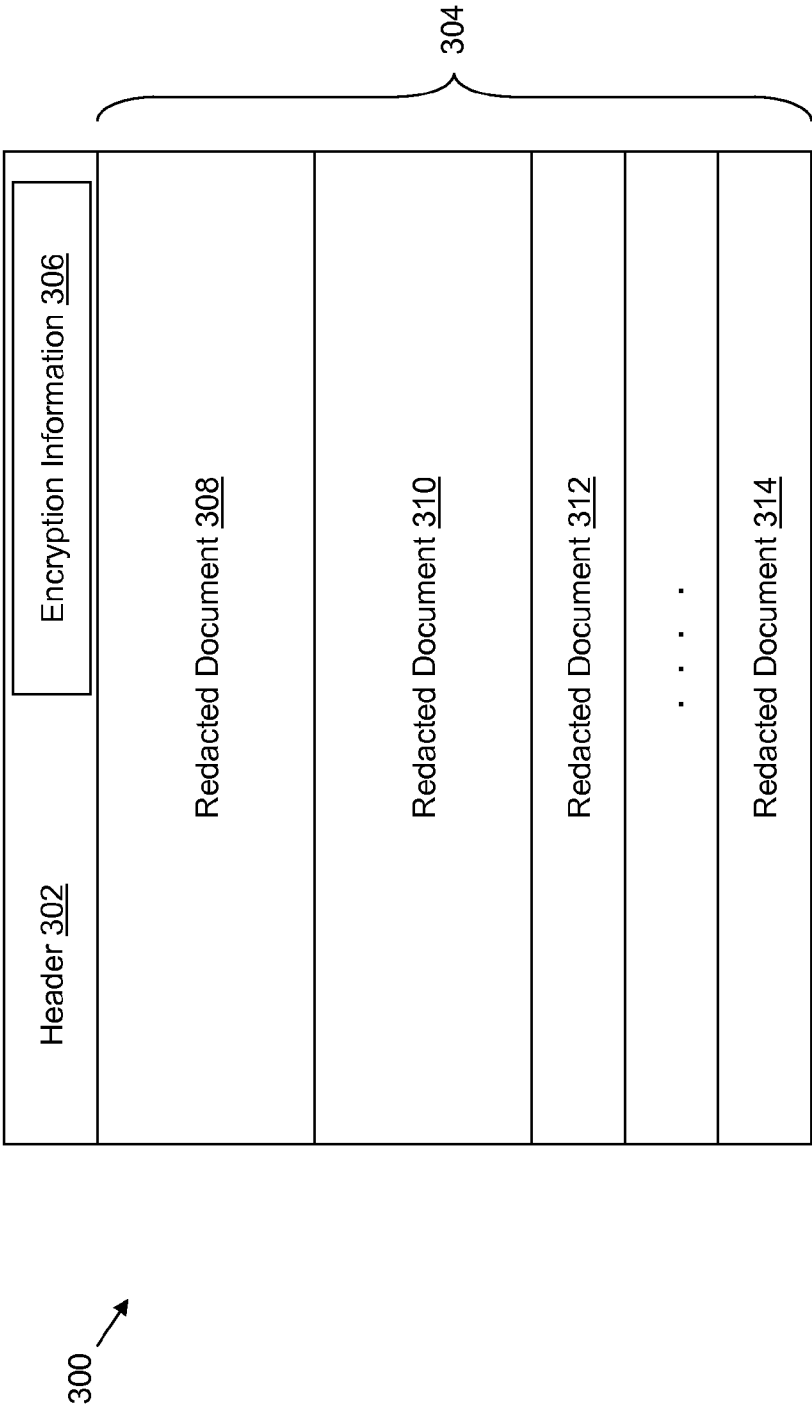 300
Header 302
Encryption Information 306
Redacted Document 308
Redacted Document 310
Redacted Document 312
. . . .
Redacted Document 314
304